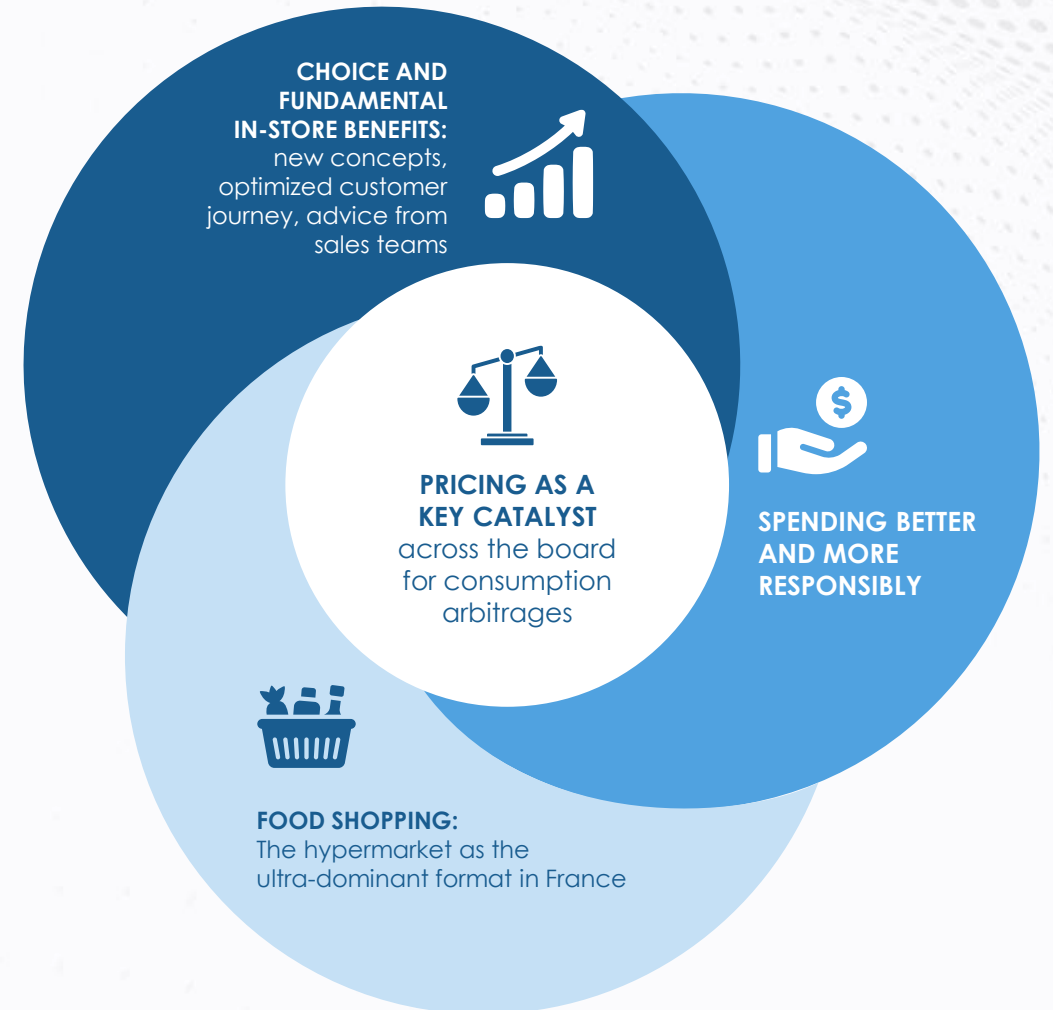 CHOICE AND
FUNDAMENTAL
IN-STORE BENEFITS:
new concepts,
optimized customer
journey, advice from
sales teams
PRICING AS A
KEY CATALYST
across the board
for consumption
arbitrages
$
SPENDING BETTER
AND MORE
RESPONSIBLY
FOOD SHOPPING:
The hypermarket as the
ultra-dominant format in France